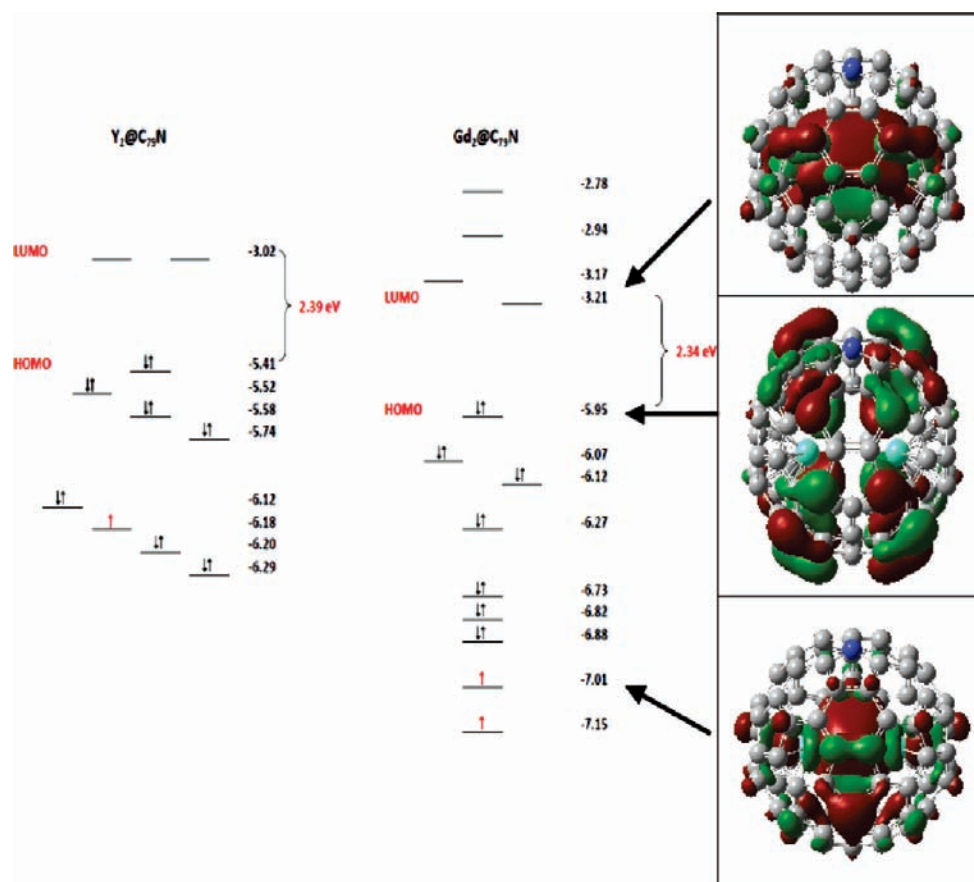 Y₂@C₇₉N
LUMO
-3.02
2.39 eV
HOMO
-5.41
-5.52
-5.58
-5.74
-6.12
-6.18
-6.20
-6.29
Gd₂@C₇₉N
-2.78
-2.94
-3.17
LUMO
-3.21
2.34 eV
HOMO
-5.95
-6.07
-6.12
-6.27
-6.73
-6.82
-6.88
-7.01
-7.15